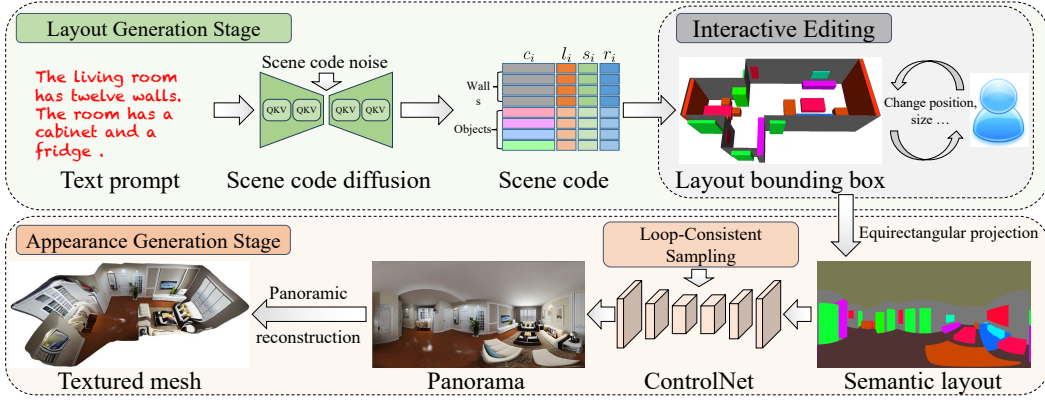 Layout Generation Stage
The living room
has twelve walls.
The room has a
cabinet and a
fridge .
Text prompt
Scene code noise
QKV QKV QKV QKV
Scene code diffusion
c_i l_i s_i r_i
Wall
s
Objects
Scene code
Interactive Editing
Change position,
size ...
Layout bounding box
Equirectangular projection
Appearance Generation Stage
Loop-Consistent
Sampling
Panoramic
reconstruction
Textured mesh
Panorama
ControlNet
Semantic layout